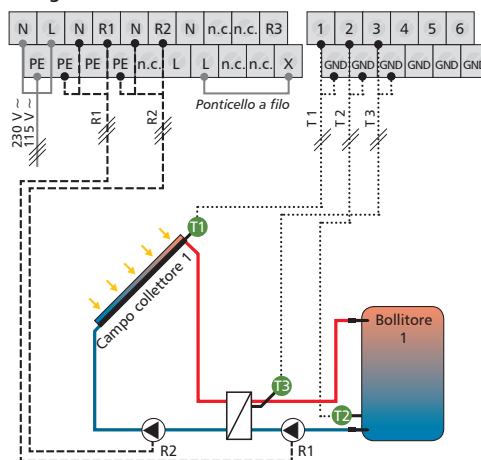 N L N R1 N R2 N n.c. n.c. R3
1 2 3 4 5 6
PE PE PE PE n.c. L L n.c. n.c. X
GND GND GND GND GND GND
230 V ~
115 V ~
R1
R2
Ponticello a filo
T 1
T 2
T 3
T1
Campo collettore 1
Bollitore
1
T3
T2
R2
R1